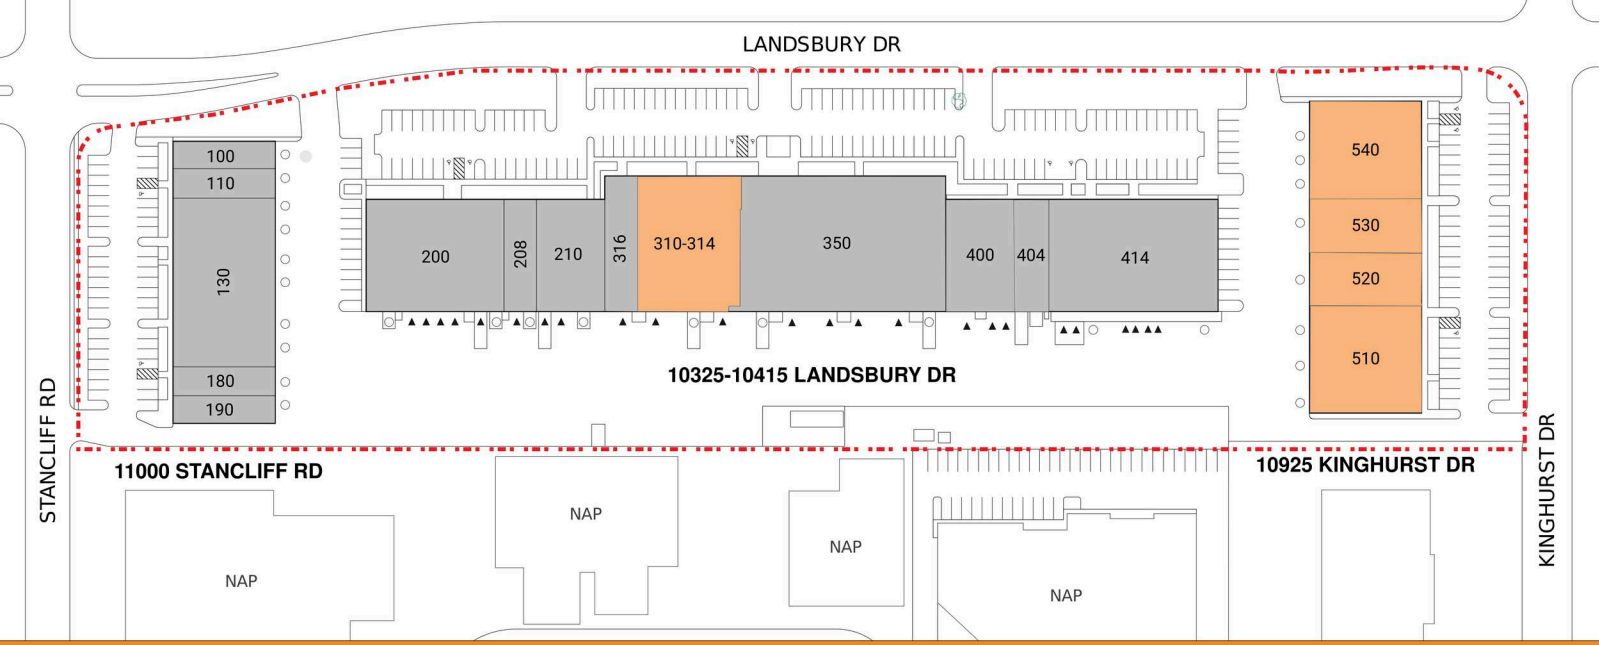 LANDSBURY DR
100
110
130
180
190
200
208
210
316
310-314
350
400
404
414
540
530
520
510
10325-10415 LANDSBURY DR
STANCLIFF RD
11000 STANCLIFF RD
10925 KINGHURST DR
KINGHURST DR
NAP
NAP
NAP
NAP